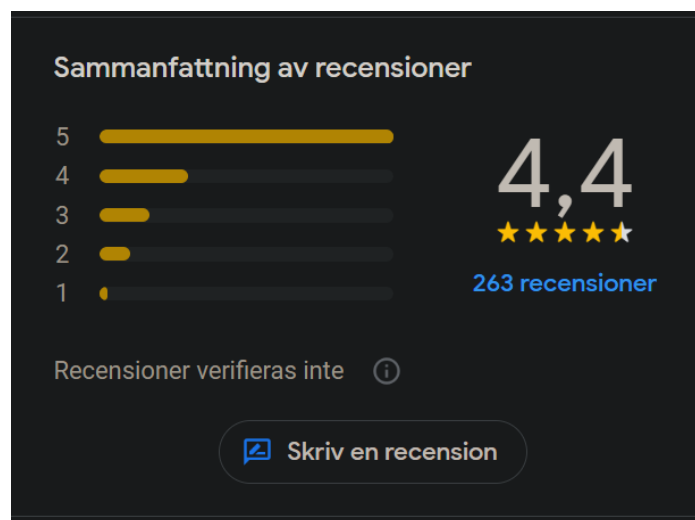 Sammanfattning av recensioner
5
4
3
2
1
4,4
263 recensioner
Recensioner verifieras inte
Skriv en recension